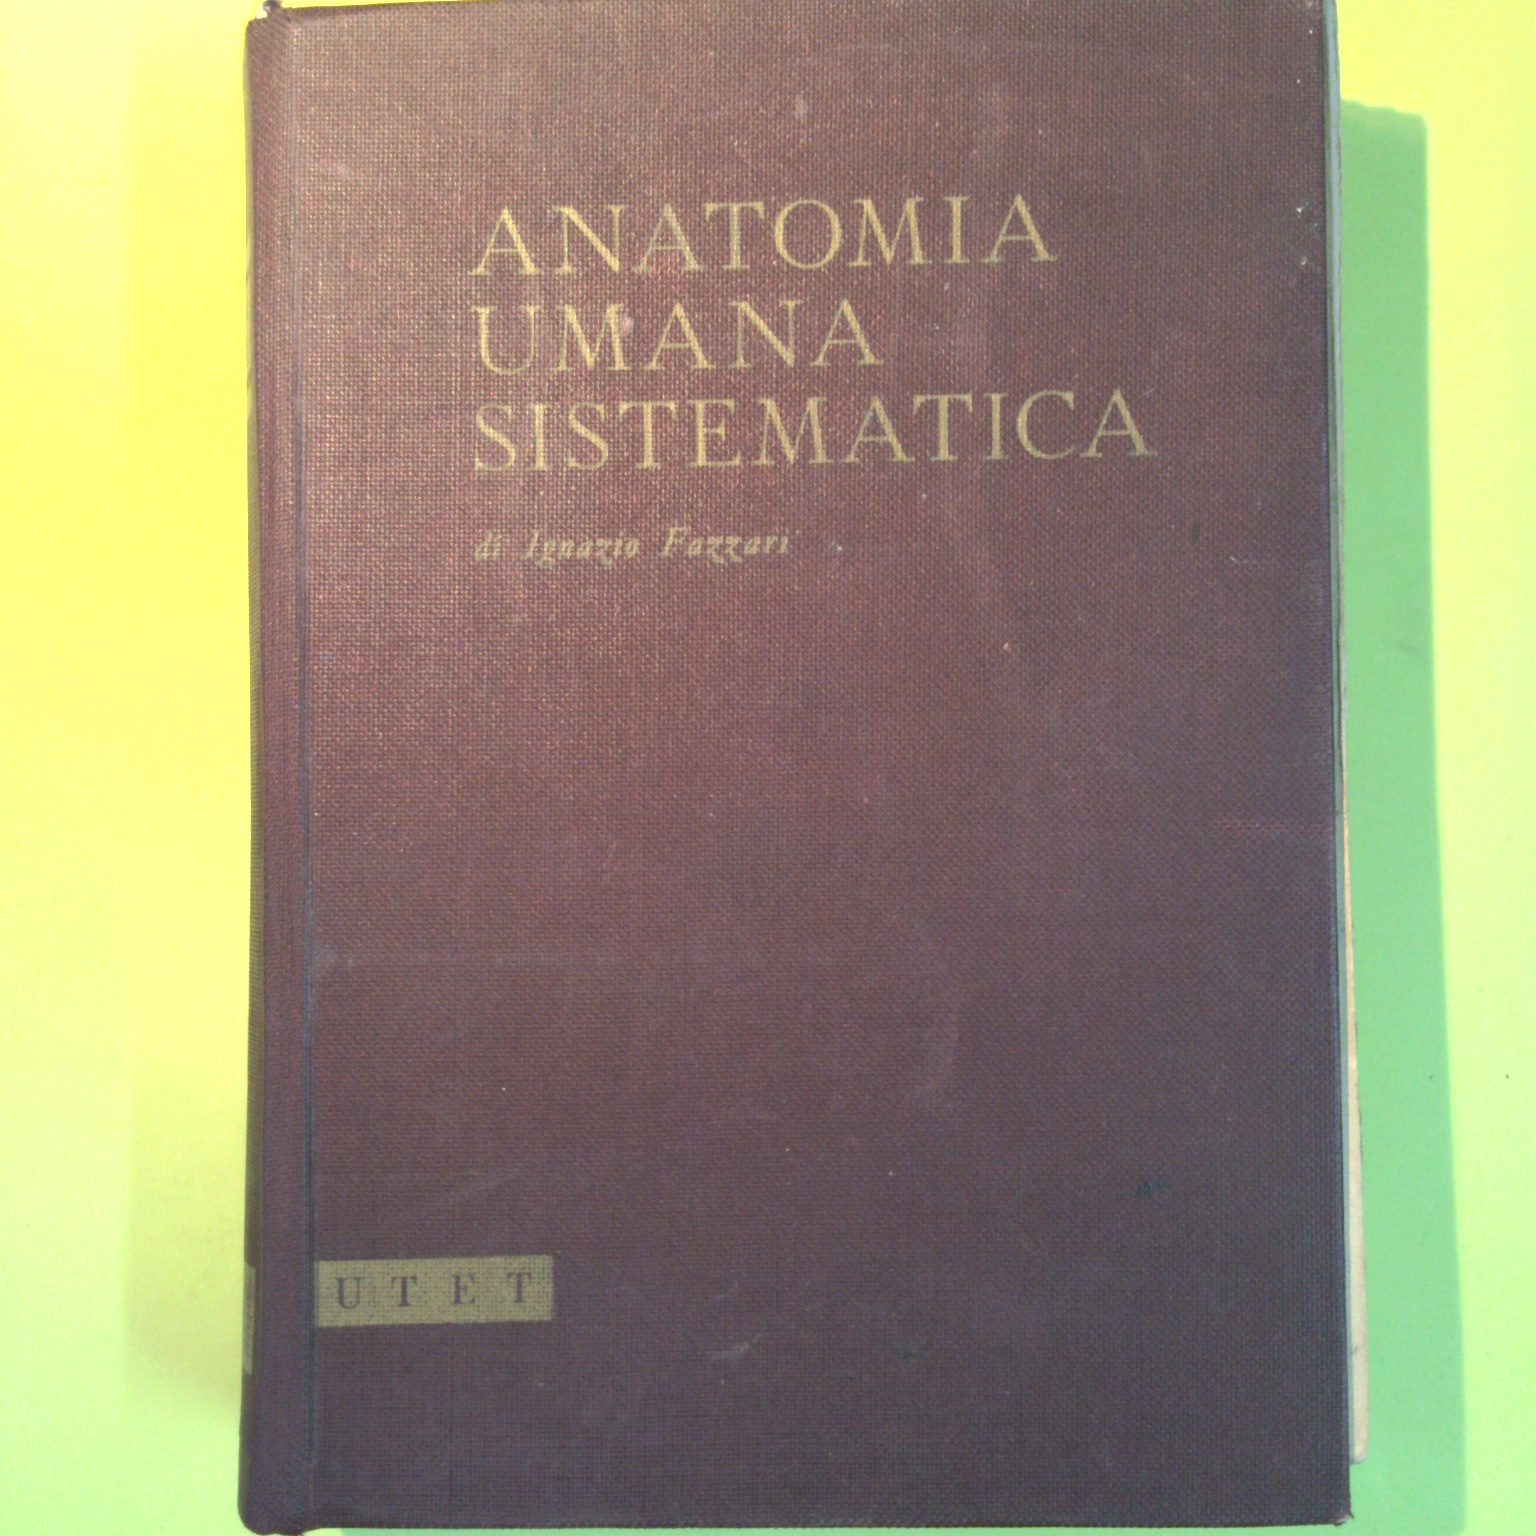 ANATOMIA
UMANA
SISTEMATICA
di Ignazio Fazzari
UTET